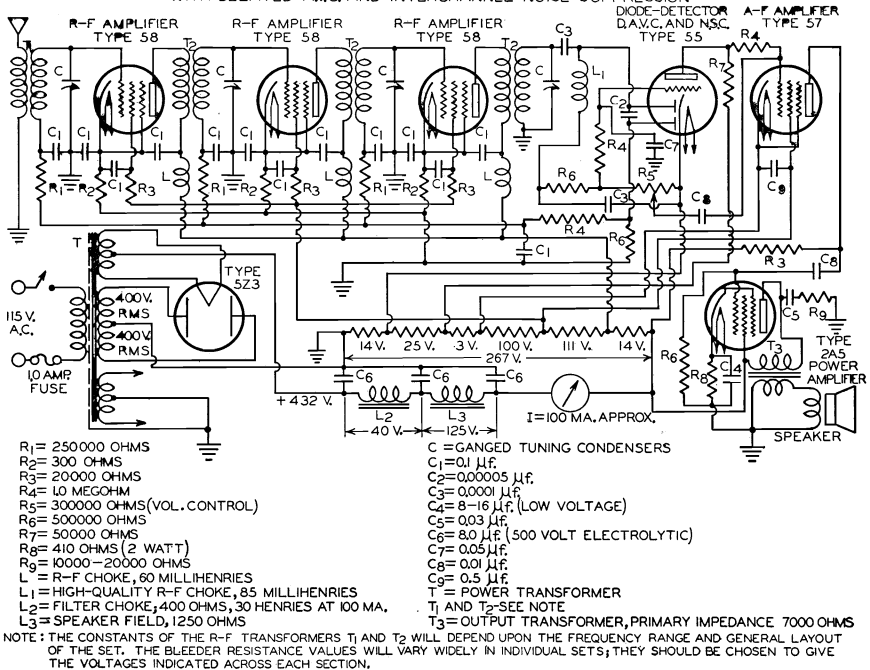 DIODE-DETECTOR
D.A.V.C. AND N.S.C.
TYPE 55
A-F AMPLIFIER
TYPE 57
R-F AMPLIFIER
TYPE 58
R-F AMPLIFIER
TYPE 58
R-F AMPLIFIER
TYPE 58
T2
T2
T2
C
C
C
C
C3
L1
C2
R7
R4
C1
C1
C1
C1
C1
C1
C1
C1
C1
R4
C7
L
L
L
R1
R2
C1
R3
R1
R2
C1
R3
R1
R2
C1
R3
R6
R5
C3
C8
C9
R4
R6
C1
R3
C8
T
TYPE
5Z3
115 V.
A.C.
400V.
RMS
400V.
RMS
1.0 AMP.
FUSE
14 V.
25 V.
3 V.
100 V.
111 V.
14 V.
267 V.
C6
C6
C6
+432 V.
L2
L3
40 V.
125V.
I=100 MA. APPROX.
R6
R8
C4
C5
R9
T3
TYPE
2A5
POWER
AMPLIFIER
SPEAKER
R1= 250000 OHMS
R2= 300 OHMS
R3= 20000 OHMS
R4= 1.0 MEGOHM
R5= 300000 OHMS(VOL.CONTROL)
R6= 500000 OHMS
R7= 50000 OHMS
R8= 410 OHMS(2 WATT)
R9= 10000-20000 OHMS
L = R-F CHOKE, 60 MILLIHENRIES
L1= HIGH-QUALITY R-F CHOKE, 85 MILLIHENRIES
L2= FILTER CHOKE, 400 OHMS, 30 HENRIES AT 100 MA.
L3= SPEAKER FIELD, 1250 OHMS
C = GANGED TUNING CONDENSERS
C1= 0.1 µf.
C2= 0.00005 µf.
C3= 0.0001 µf.
C4= 8-16 µf. (LOW VOLTAGE)
C5= 0.03 µf.
C6= 8.0 µf. (500 VOLT ELECTROLYTIC)
C7= 0.05 µf.
C8= 0.01 µf.
C9= 0.5 µf.
T = POWER TRANSFORMER
T1 AND T2-SEE NOTE
T3= OUTPUT TRANSFORMER, PRIMARY IMPEDANCE 7000 OHMS
NOTE: THE CONSTANTS OF THE R-F TRANSFORMERS T1 AND T2 WILL DEPEND UPON THE FREQUENCY RANGE AND GENERAL LAYOUT
OF THE SET. THE BLEEDER RESISTANCE VALUES WILL VARY WIDELY IN INDIVIDUAL SETS; THEY SHOULD BE CHOSEN TO GIVE
THE VOLTAGES INDICATED ACROSS EACH SECTION.